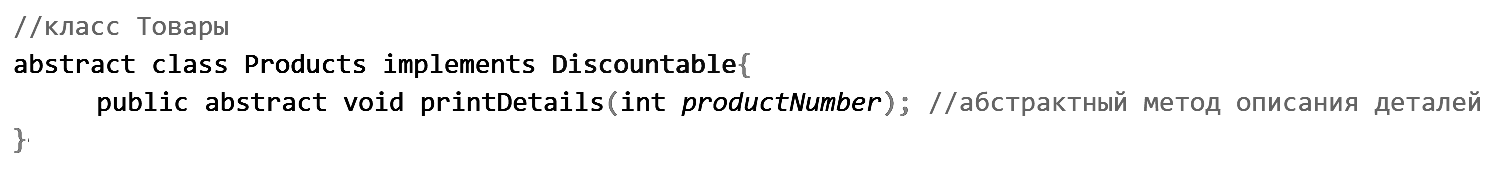 //класс Товары
abstract class Products implements Discountable{
public abstract void printDetails(int productNumber); //абстрактный метод описания деталей
}